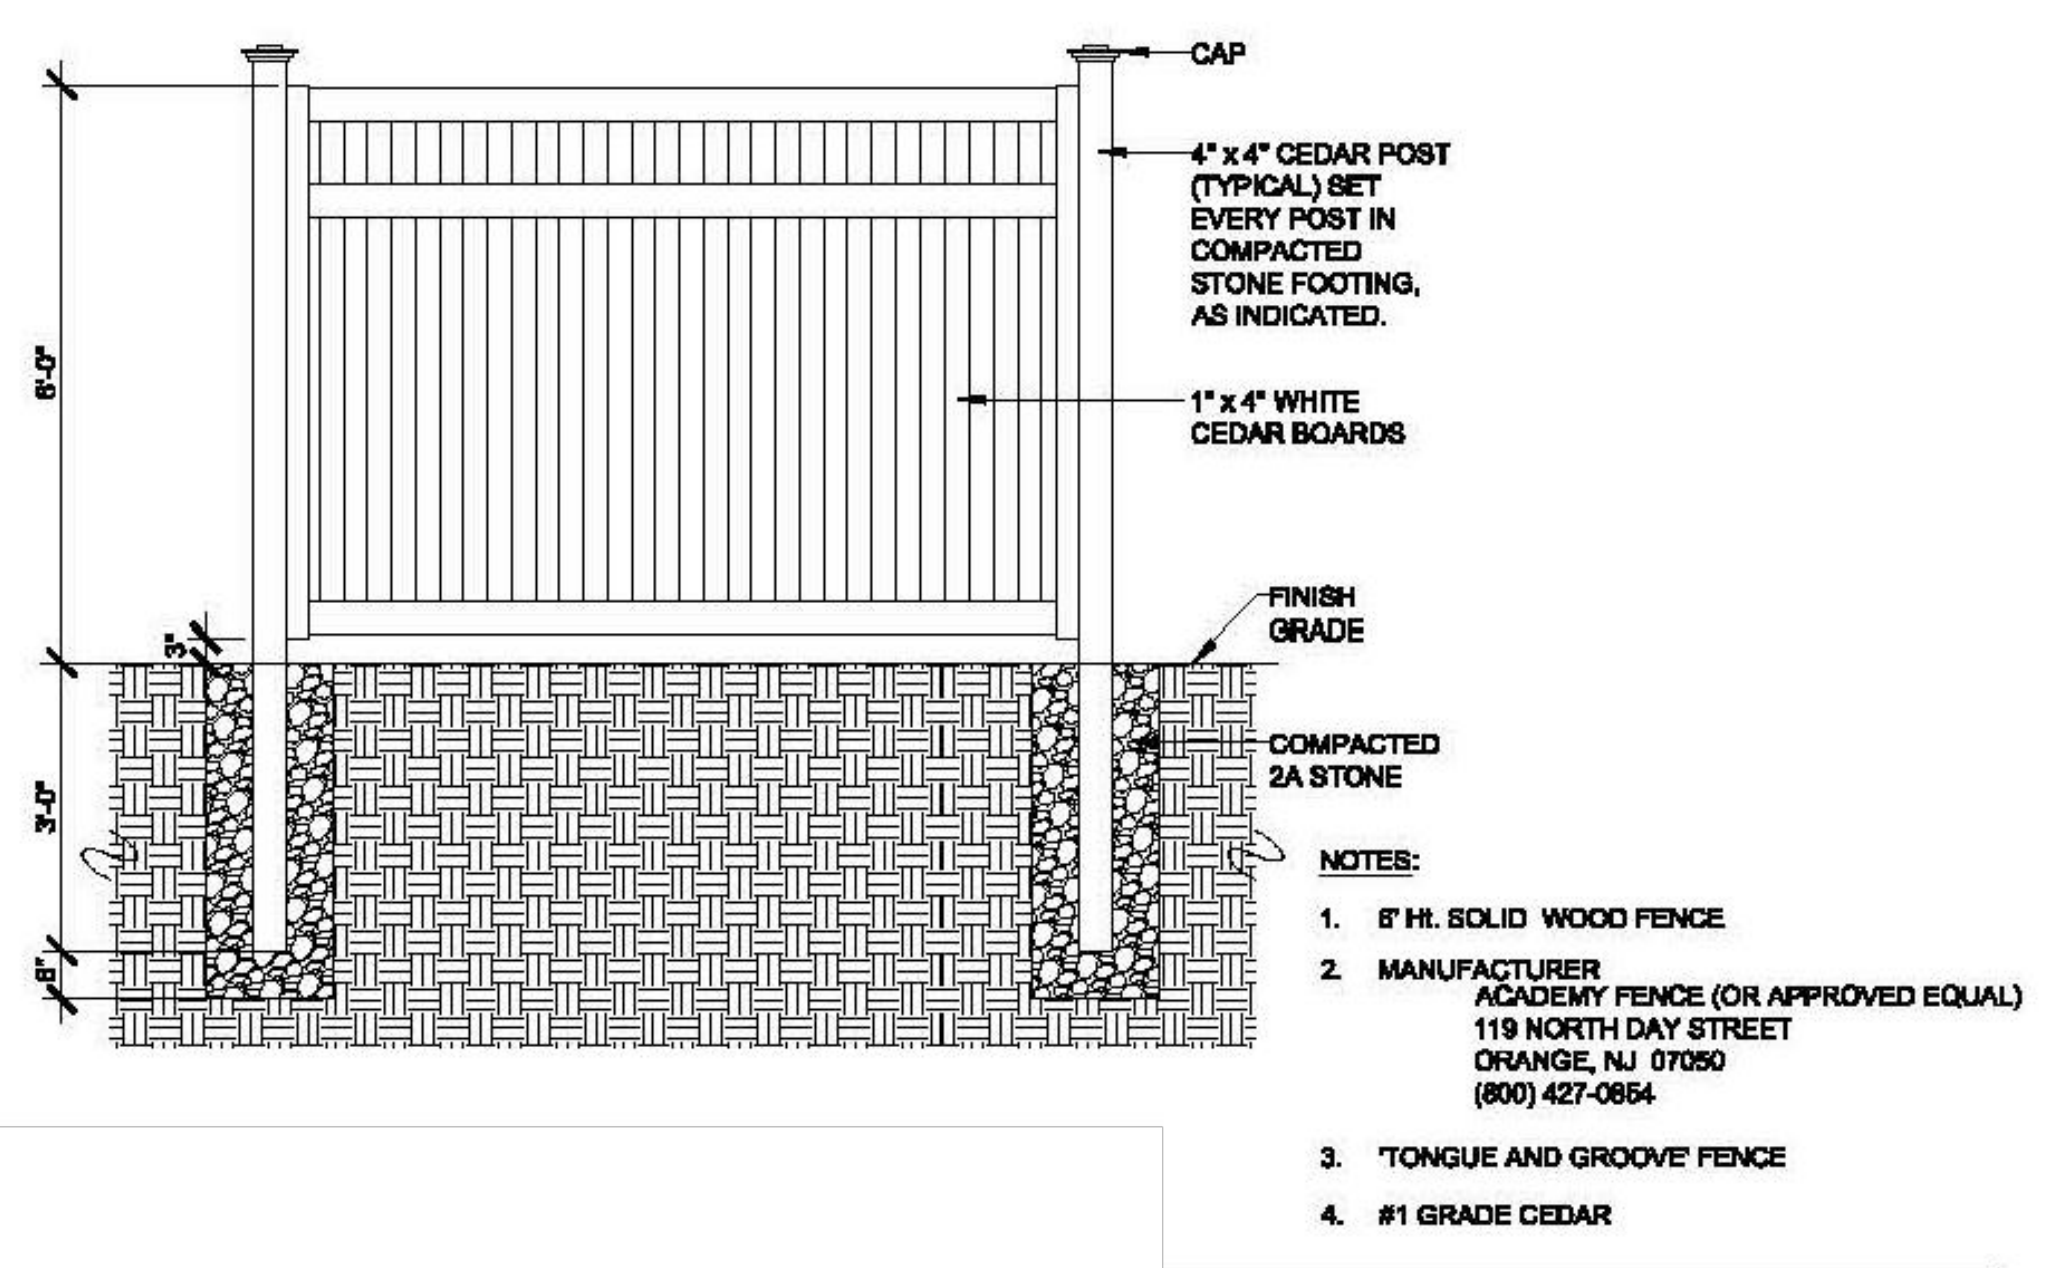 CAP
4" x 4" CEDAR POST
(TYPICAL) SET
EVERY POST IN
COMPACTED
STONE FOOTING,
AS INDICATED.
6'-0"
1" x 4" WHITE
CEDAR BOARDS
FINISH
GRADE
3"
COMPACTED
2A STONE
3'-0"
6"
NOTES:
1. 6' Ht. SOLID WOOD FENCE
2. MANUFACTURER
ACADEMY FENCE (OR APPROVED EQUAL)
119 NORTH DAY STREET
ORANGE, NJ 07050
(800) 427-0854
3. 'TONGUE AND GROOVE' FENCE
4. #1 GRADE CEDAR